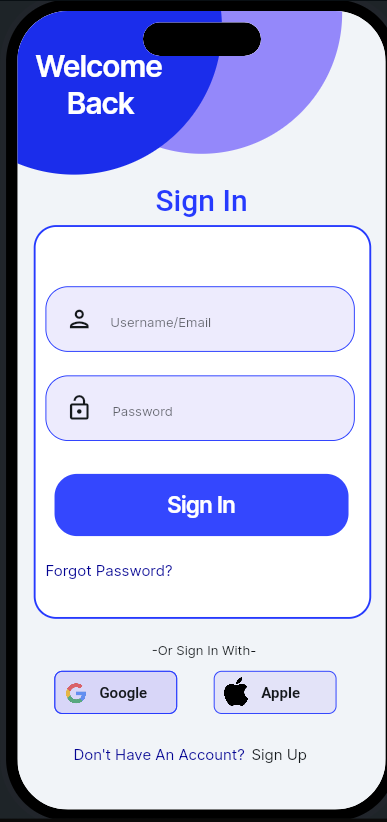 Welcome
Back
Sign In
Username/Email
Password
Sign In
Forgot Password?
-Or Sign In With-
Google
Apple
Don't Have An Account? Sign Up